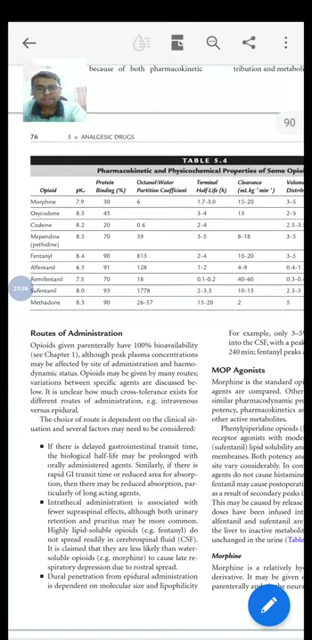 because of both pharmacokinetic
tribution and metaboli
90
76 5 ANALGESIC DRUGS
TABLE 5.4
Pharmacokinetic and Physicochemical Properties of Some Opio
Opioid pKa Protein Binding (%) Octanol:Water Partition Coefficient Terminal Half Life (h) Clearance (mL kg⁻¹ min⁻¹) Volum Distrib
Morphine 7.9 30 6 1.7-3.0 15-20 3-5
Oxycodone 8.5 45 3-4 13 2-3
Codeine 8.2 20 0.6 2-4 2.5-3.
Meperidine (pethidine) 8.5 70 39 3-5 8-18 3-5
Fentanyl 8.4 90 813 2-4 10-20 3-5
Alfentanil 6.5 91 128 1-2 4-9 0.4-1
Remifentanil 7.3 70 18 0.1-0.2 40-60 0.3-0.
Sufentanil 8.0 93 1778 2-3.5 10-15 2.5-3
Methadone 8.3 90 26-57 15-20 2 5
Routes of Administration
Opioids given parenterally have 100% bioavailability
(see Chapter 1), although peak plasma concentrations
may be affected by site of administration and haemo-
dynamic status. Opioids may be given by many routes;
variations between specific agents are discussed be-
low. It is unclear how much cross-tolerance exists for
different routes of administration, e.g. intravenous
versus epidural.
The choice of route is dependent on the clinical sit-
uation and several factors may need to be considered:
▪ If there is delayed gastrointestinal transit time,
the biological half-life may be prolonged with
orally administered agents. Similarly, if there is
rapid GI transit time or reduced area for absorp-
tion, then there may be reduced absorption, par-
ticularly of long acting agents.
▪ Intrathecal administration is associated with
fewer supraspinal effects, although both urinary
retention and pruritus may be more common.
Highly lipid-soluble opioids (e.g. fentanyl) do
not spread readily in cerebrospinal fluid (CSF).
It is claimed that they are less likely than water-
soluble opioids (e.g. morphine) to cause late res-
piratory depression due to rostral spread.
▪ Dural penetration from epidural administration
is dependent on molecular size and lipophilicity
For example, only 3–5
into the CSF, with a peak
240 min; fentanyl peaks a
MOP Agonists
Morphine is the standard opi
agents are compared. Other
similar pharmacodynamic pr
potency, pharmacokinetics an
other active metabolites.
Phenylpiperidine opioids (
receptor agonists with mode
(sufentanil) lipid solubility an
membranes. Both potency an
site vary considerably. In con
agents do not cause histamine
fentanil may cause postoperati
as a result of secondary peaks i
This may be caused by release
doses have been infused int
alfentanil and sufentanil are
the liver to inactive metabolit
unchanged in the urine (Table
Morphine
Morphine is a relatively hy
derivative. It may be given o
parenterally and